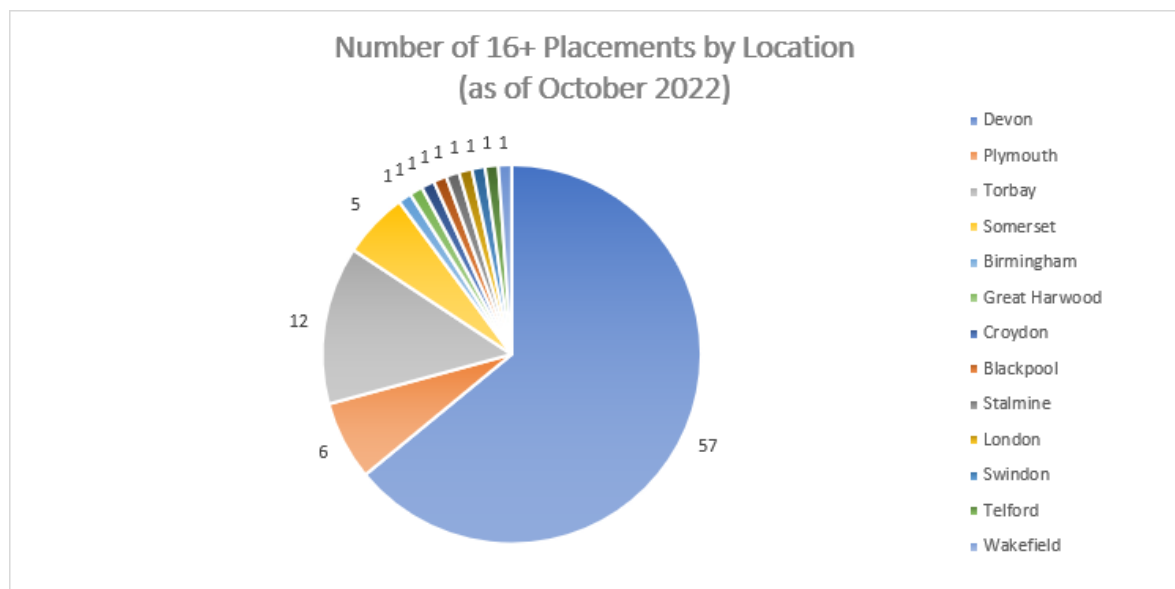 Number of 16+ Placements by Location
(as of October 2022)
1
1
1
1
1
1
1
1
1
5
12
6
57
Devon
Plymouth
Torbay
Somerset
Birmingham
Great Harwood
Croydon
Blackpool
Stalmine
London
Swindon
Telford
Wakefield